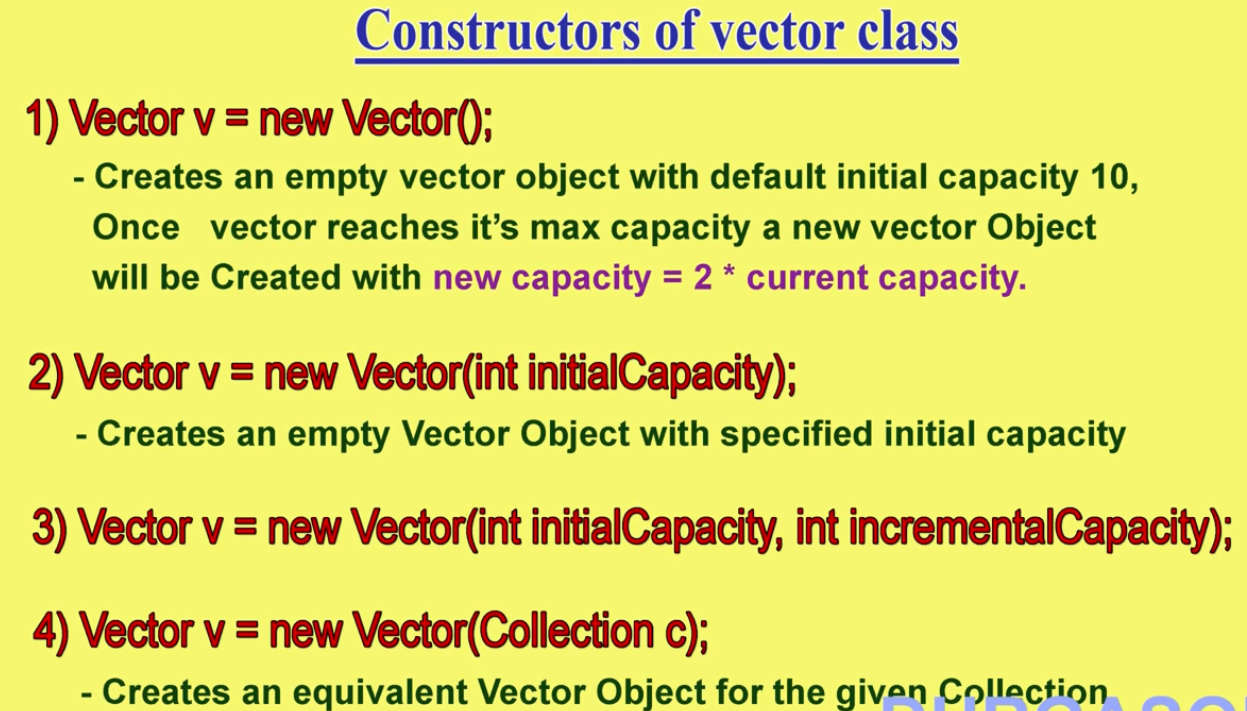 Constructors of vector class
1) Vector v = new Vector();
- Creates an empty vector object with default initial capacity 10,
Once vector reaches it’s max capacity a new vector Object
will be Created with new capacity = 2 * current capacity.
2) Vector v = new Vector(int initialCapacity);
- Creates an empty Vector Object with specified initial capacity
3) Vector v = new Vector(int initialCapacity, int incrementalCapacity);
4) Vector v = new Vector(Collection c);
- Creates an equivalent Vector Object for the given Collection